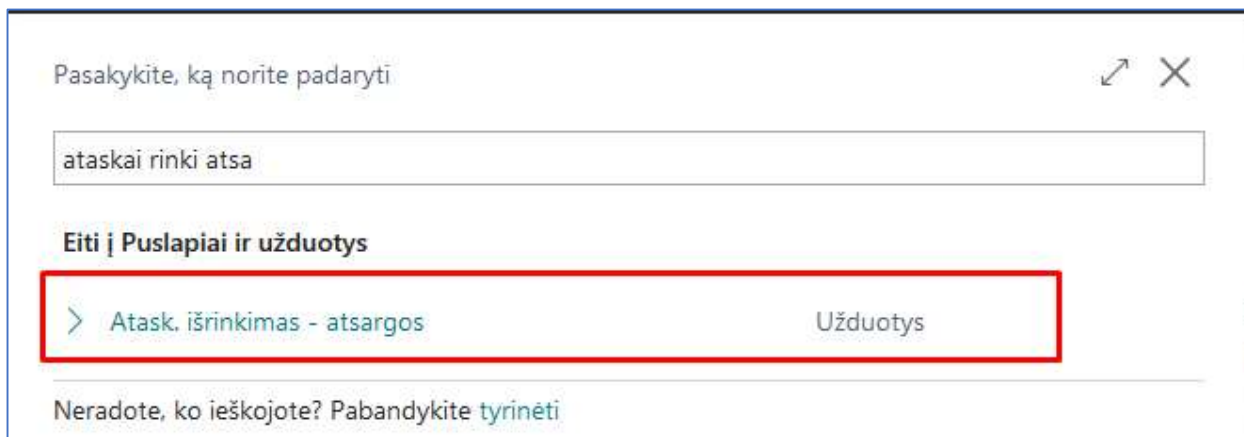 Pasakykite, ką norite padaryti
ataskai rinki atsa
Eiti į Puslapiai ir užduotys
Atask. išrinkimas - atsargos Užduotys
Neradote, ko ieškojote? Pabandykite tyrinėti